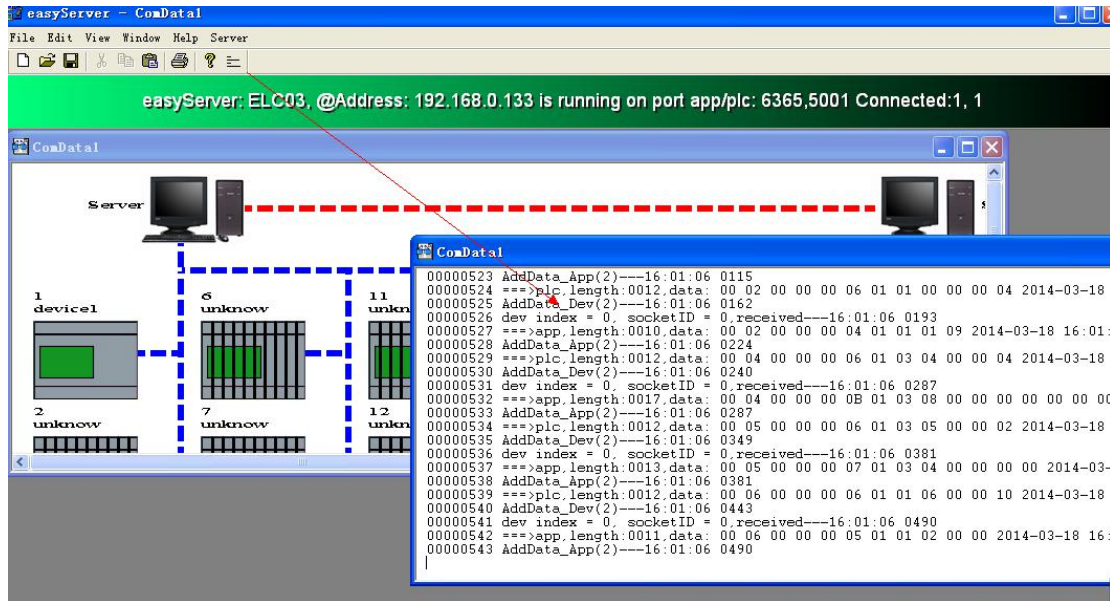 easyServer - ComData1
File Edit View Window Help Server
easyServer: ELC03, @Address: 192.168.0.133 is running on port app/plc: 6365,5001 Connected:1, 1
ComData1
Server
1
device1
6
unknow
11
2
unknow
7
unknow
12
ComData1
00000523 AddData_App(2)---16:01:06 0115
00000524 ===>plc,length:0012,data: 00 02 00 00 00 06 01 01 00 00 00 04 2014-03-18
00000525 AddData_Dev(2)---16:01:06 0162
00000526 dev index = 0, socketID = 0,received---16:01:06 0193
00000527 ===>app,length:0010,data: 00 02 00 00 00 04 01 01 01 09 2014-03-18 16:01:
00000528 AddData_App(2)---16:01:06 0224
00000529 ===>plc,length:0012,data: 00 04 00 00 00 06 01 03 04 00 00 04 2014-03-18
00000530 AddData_Dev(2)---16:01:06 0240
00000531 dev index = 0, socketID = 0,received---16:01:06 0287
00000532 ===>app,length:0017,data: 00 04 00 00 00 0B 01 03 08 00 00 00 00 00 00 00
00000533 AddData_App(2)---16:01:06 0287
00000534 ===>plc,length:0012,data: 00 05 00 00 00 06 01 03 05 00 00 02 2014-03-18
00000535 AddData_Dev(2)---16:01:06 0349
00000536 dev index = 0, socketID = 0,received---16:01:06 0381
00000537 ===>app,length:0013,data: 00 05 00 00 00 07 01 03 04 00 00 00 00 2014-03-
00000538 AddData_App(2)---16:01:06 0381
00000539 ===>plc,length:0012,data: 00 06 00 00 00 06 01 01 06 00 00 10 2014-03-18
00000540 AddData_Dev(2)---16:01:06 0443
00000541 dev index = 0, socketID = 0,received---16:01:06 0490
00000542 ===>app,length:0011,data: 00 06 00 00 00 05 01 01 02 00 00 2014-03-18 16:
00000543 AddData_App(2)---16:01:06 0490